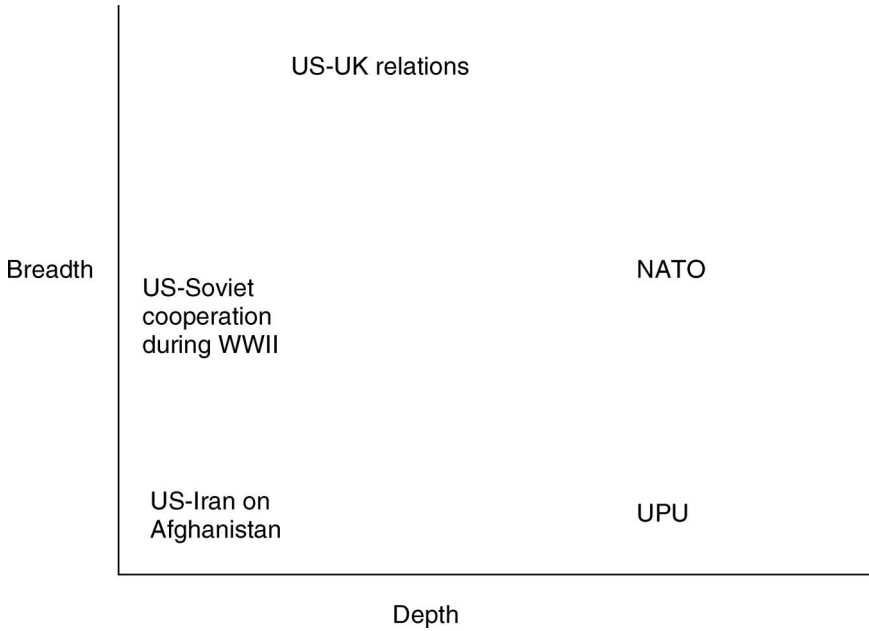 US-UK relations
Breadth
NATO
US-Soviet
cooperation
during WWII
US-Iran on
Afghanistan
UPU
Depth